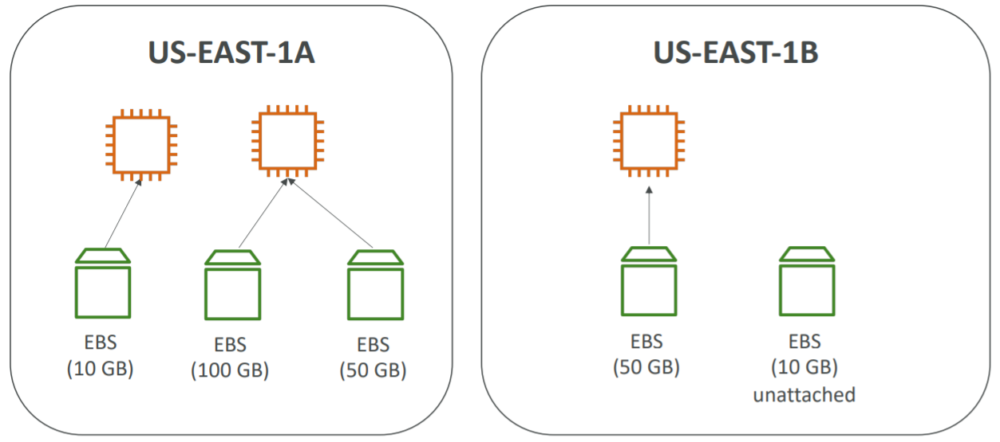 US-EAST-1A
EBS
(10 GB)
EBS
(100 GB)
EBS
(50 GB)
US-EAST-1B
EBS
(50 GB)
EBS
(10 GB)
unattached